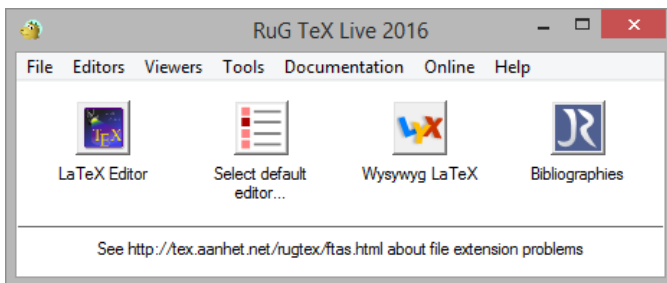 RuG TeX Live 2016
File Editors Viewers Tools Documentation Online Help
TEX
LyX
JR
LaTeX Editor
Select default
editor...
Wysywyg LaTeX
Bibliographies
See http://tex.aanhet.net/rugtex/ftas.html about file extension problems